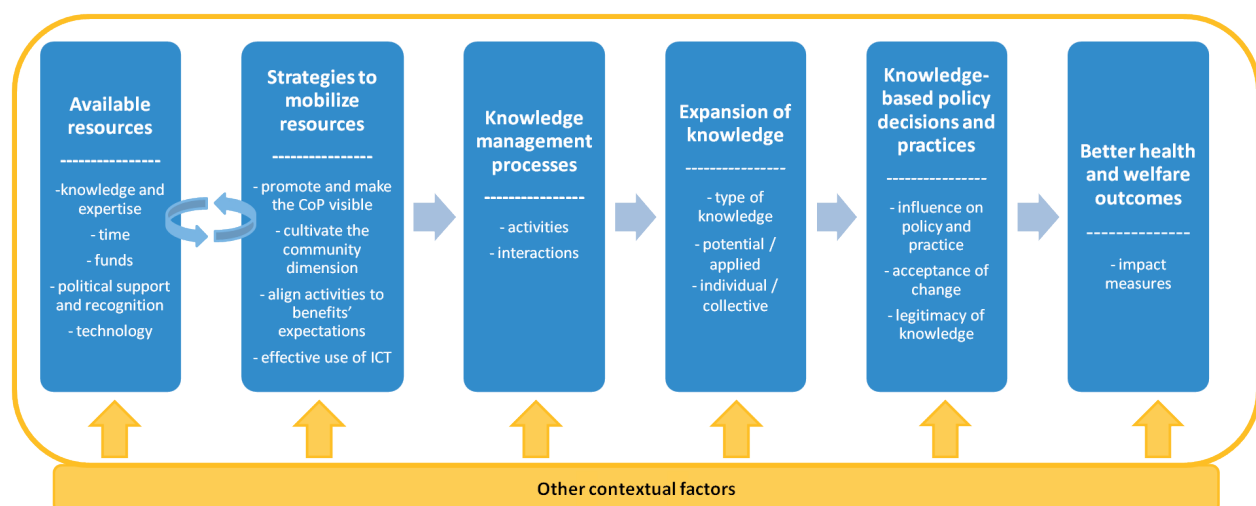 Available
resources
----------------
-knowledge and
expertise
- time
- funds
- political support
and recognition
- technology
Strategies to
mobilize
resources
----------------
- promote and make
the CoP visible
- cultivate the
community
dimension
- align activities to
benefits’
expectations
- effective use of ICT
Knowledge
management
processes
----------------
- activities
- interactions
Expansion of
knowledge
----------------
- type of
knowledge
- potential /
applied
- individual /
collective
Knowledge-
based policy
decisions and
practices
----------------
- influence on
policy and
practice
- acceptance of
change
- legitimacy of
knowledge
Better health
and welfare
outcomes
--------------
- impact
measures
Other contextual factors